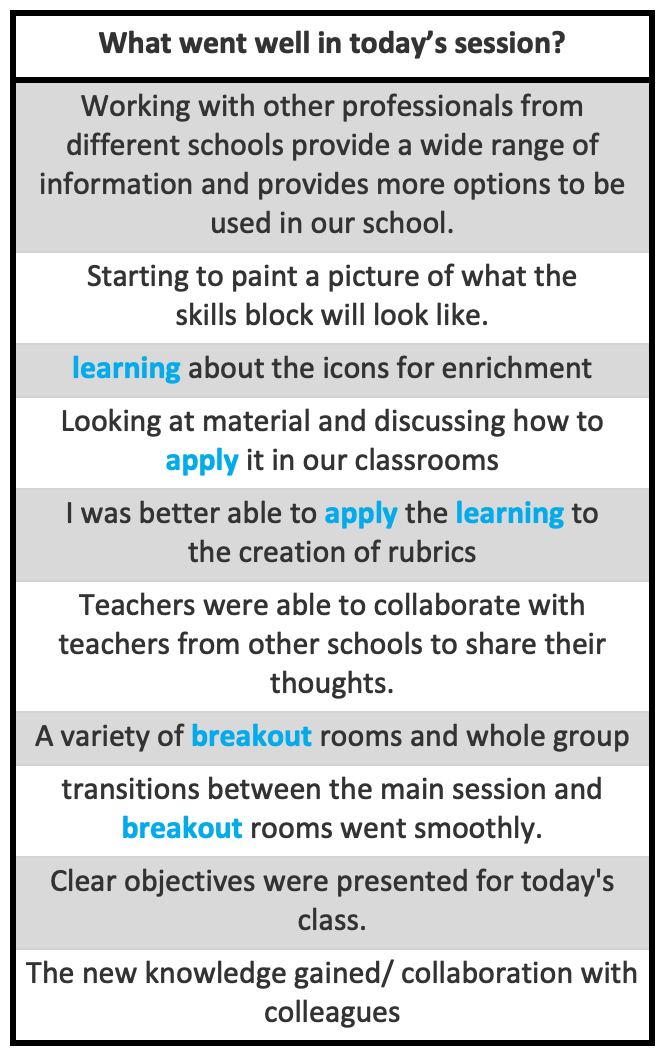 What went well in today’s session?
Working with other professionals from
different schools provide a wide range of
information and provides more options to be
used in our school.
Starting to paint a picture of what the
skills block will look like.
learning about the icons for enrichment
Looking at material and discussing how to
apply it in our classrooms
I was better able to apply the learning to
the creation of rubrics
Teachers were able to collaborate with
teachers from other schools to share their
thoughts.
A variety of breakout rooms and whole group
transitions between the main session and
breakout rooms went smoothly.
Clear objectives were presented for today's
class.
The new knowledge gained/ collaboration with
colleagues